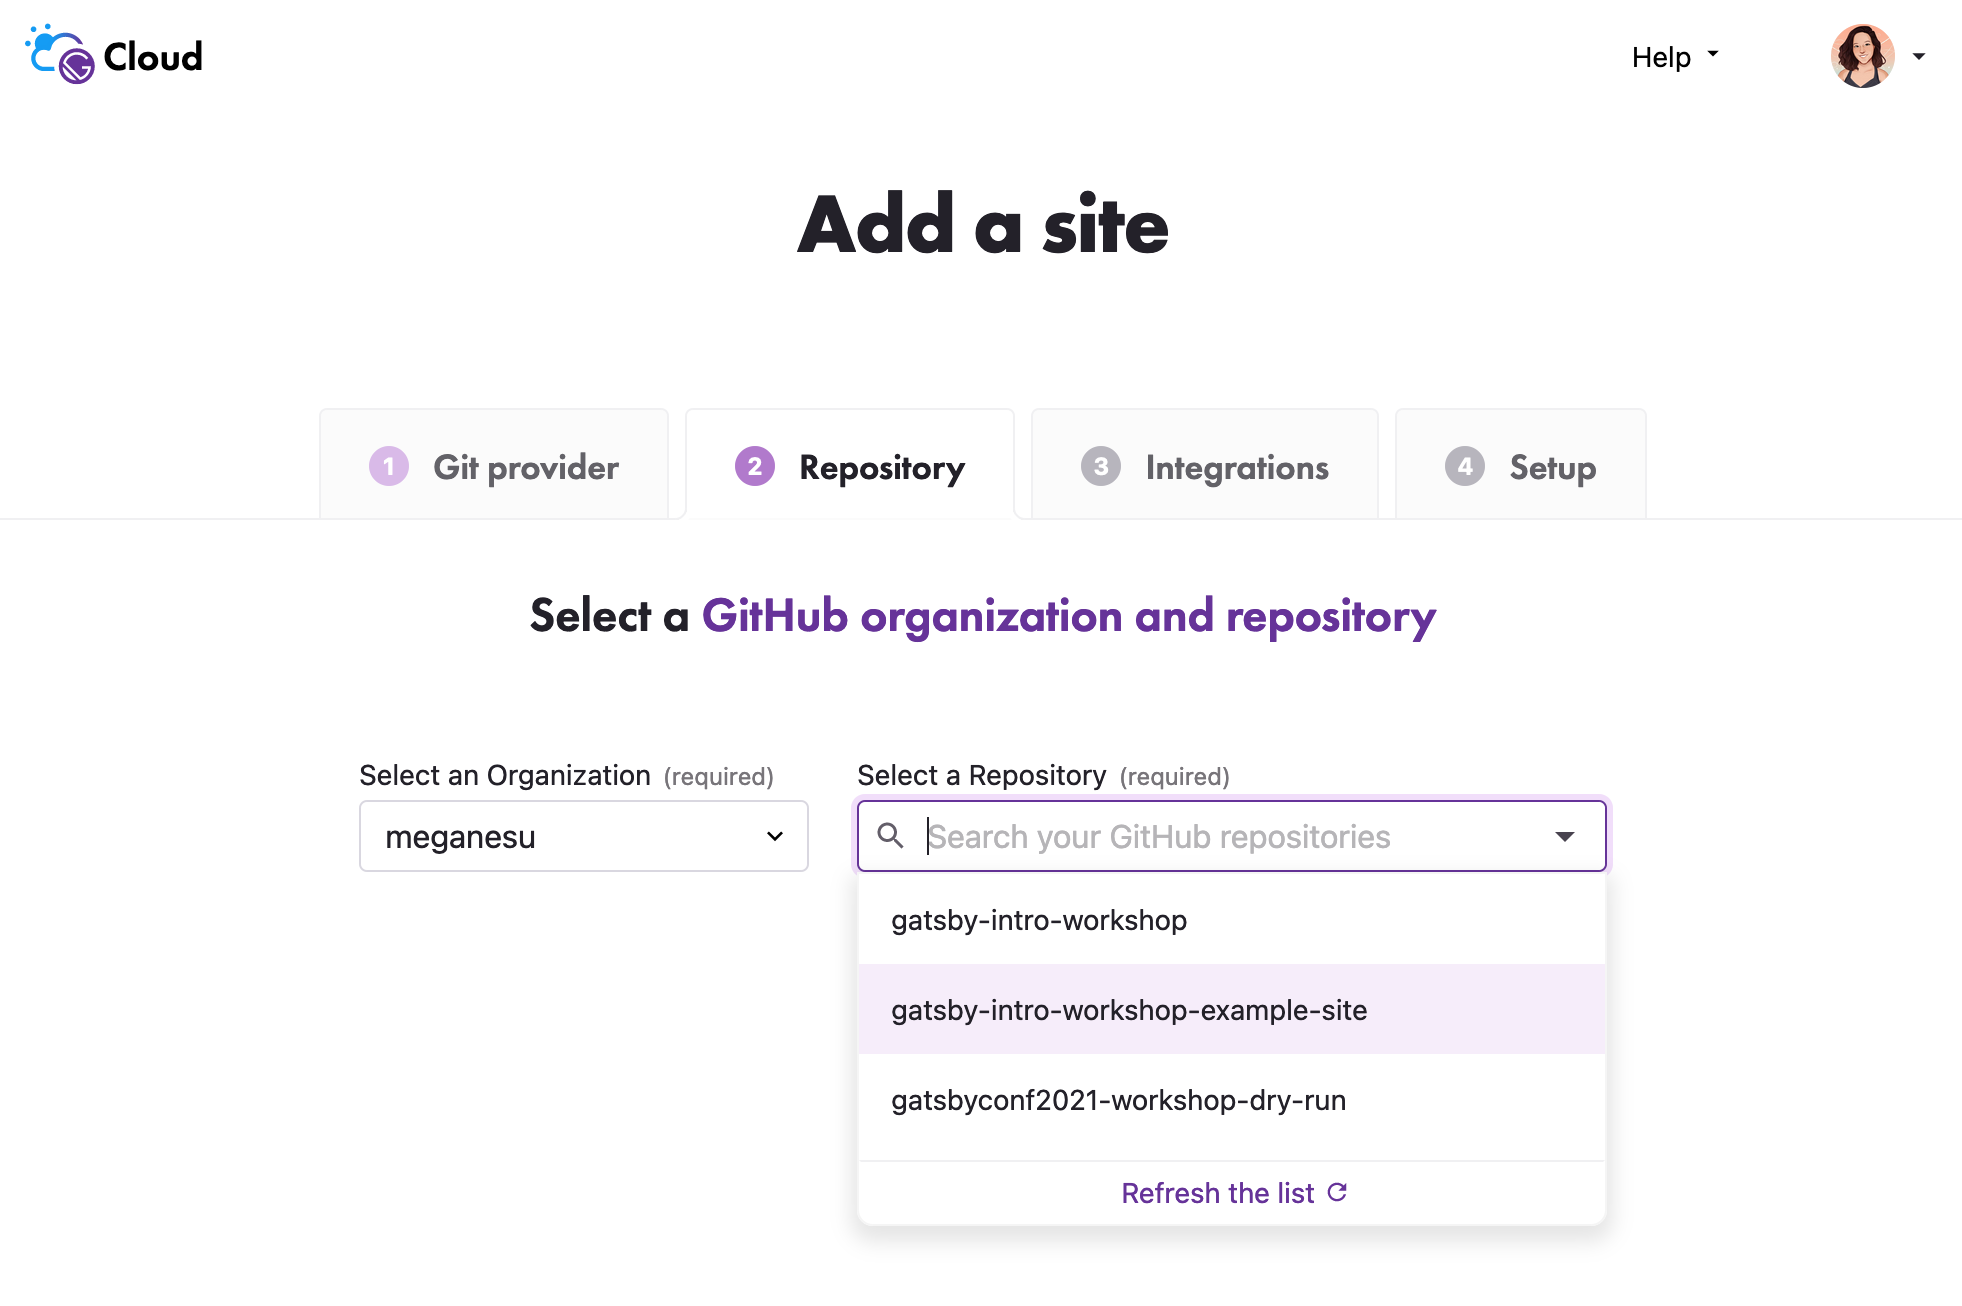 Cloud
Help
Add a site
1 Git provider
2 Repository
3 Integrations
4 Setup
Select a GitHub organization and repository
Select an Organization (required)
meganesu
Select a Repository (required)
Search your GitHub repositories
gatsby-intro-workshop
gatsby-intro-workshop-example-site
gatsbyconf2021-workshop-dry-run
Refresh the list